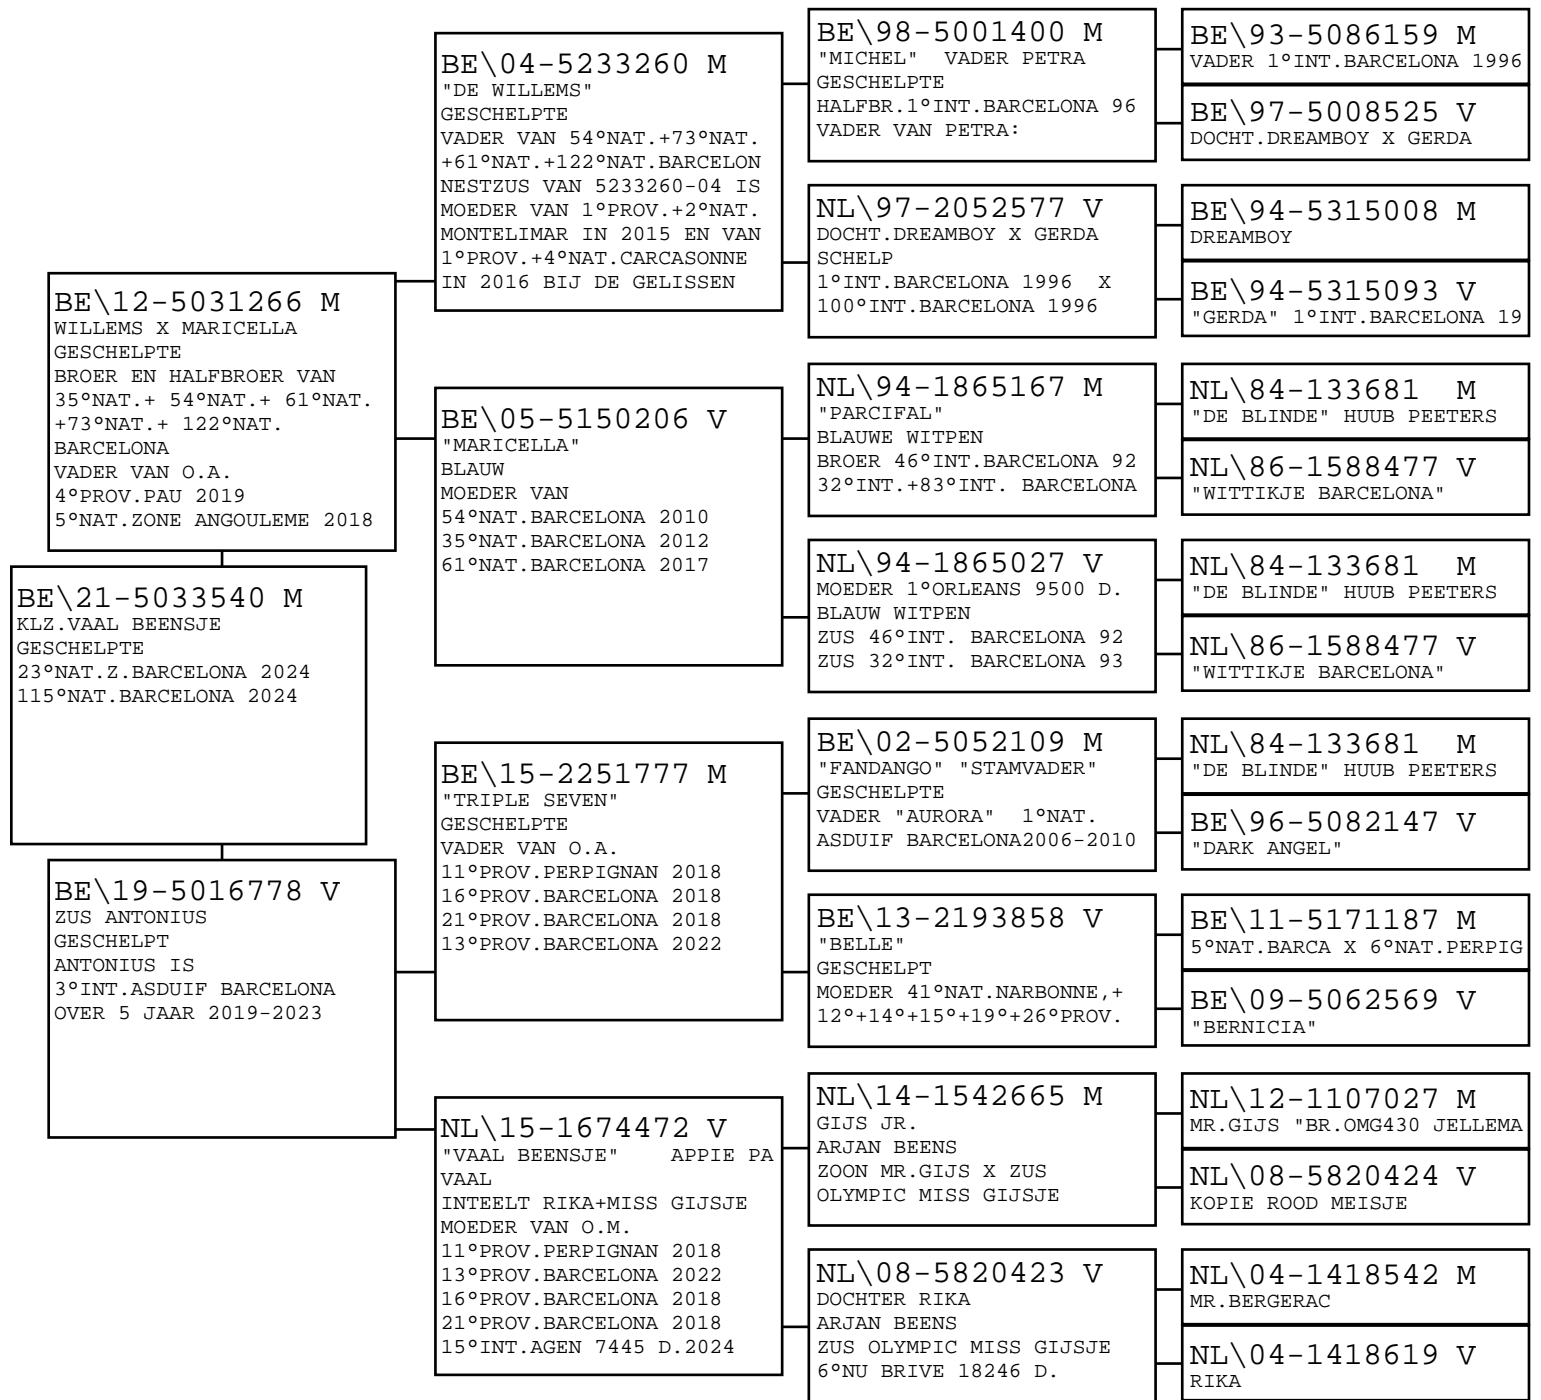 BE\21-5033540 M
KLZ.VAAL BEENSJE
GESCHELPTE
23°NAT.Z.BARCELONA 2024
115°NAT.BARCELONA 2024
BE\12-5031266 M
WILLEMS X MARICELLA
GESCHELPTE
BROER EN HALFBROER VAN
35°NAT.+ 54°NAT.+ 61°NAT.
+73°NAT.+ 122°NAT.
BARCELONA
VADER VAN O.A.
4°PROV.PAU 2019
5°NAT.ZONE ANGOULEME 2018
BE\19-5016778 V
ZUS ANTONIUS
GESCHELPT
ANTONIUS IS
3°INT.ASDUIF BARCELONA
OVER 5 JAAR 2019-2023
BE\04-5233260 M
"DE WILLEMS"
GESCHELPTE
VADER VAN 54°NAT.+73°NAT.
+61°NAT.+122°NAT.BARCELON
NESTZUS VAN 5233260-04 IS
MOEDER VAN 1°PROV.+2°NAT.
MONTELIMAR IN 2015 EN VAN
1°PROV.+4°NAT.CARCASONNE
IN 2016 BIJ DE GELISSEN
BE\05-5150206 V
"MARICELLA"
BLAUW
MOEDER VAN
54°NAT.BARCELONA 2010
35°NAT.BARCELONA 2012
61°NAT.BARCELONA 2017
BE\15-2251777 M
"TRIPLE SEVEN"
GESCHELPTE
VADER VAN O.A.
11°PROV.PERPIGNAN 2018
16°PROV.BARCELONA 2018
21°PROV.BARCELONA 2018
13°PROV.BARCELONA 2022
NL\15-1674472 V
"VAAL BEENSJE" APPIE PA
VAAL
INTEELT RIKA+MISS GIJSJE
MOEDER VAN O.M.
11°PROV.PERPIGNAN 2018
13°PROV.BARCELONA 2022
16°PROV.BARCELONA 2018
21°PROV.BARCELONA 2018
15°INT.AGEN 7445 D.2024
BE\98-5001400 M
"MICHEL" VADER PETRA
GESCHELPTE
HALFBR.1°INT.BARCELONA 96
VADER VAN PETRA:
NL\97-2052577 V
DOCHT.DREAMBOY X GERDA
SCHELP
1°INT.BARCELONA 1996 X
100°INT.BARCELONA 1996
NL\94-1865167 M
"PARCIFAL"
BLAUWE WITPEN
BROER 46°INT.BARCELONA 92
32°INT.+83°INT. BARCELONA
NL\94-1865027 V
MOEDER 1°ORLEANS 9500 D.
BLAUW WITPEN
ZUS 46°INT. BARCELONA 92
ZUS 32°INT. BARCELONA 93
BE\02-5052109 M
"FANDANGO" "STAMVADER"
GESCHELPTE
VADER "AURORA" 1°NAT.
ASDUIF BARCELONA2006-2010
BE\13-2193858 V
"BELLE"
GESCHELPT
MOEDER 41°NAT.NARBONNE,+
12°+14°+15°+19°+26°PROV.
NL\14-1542665 M
GIJS JR.
ARJAN BEENS
ZOON MR.GIJS X ZUS
OLYMPIC MISS GIJSJE
NL\08-5820423 V
DOCHTER RIKA
ARJAN BEENS
ZUS OLYMPIC MISS GIJSJE
6°NU BRIVE 18246 D.
BE\93-5086159 M
VADER 1°INT.BARCELONA 1996
BE\97-5008525 V
DOCHT.DREAMBOY X GERDA
BE\94-5315008 M
DREAMBOY
BE\94-5315093 V
"GERDA" 1°INT.BARCELONA 19
NL\84-133681 M
"DE BLINDE" HUUB PEETERS
NL\86-1588477 V
"WITTIKJE BARCELONA"
NL\84-133681 M
"DE BLINDE" HUUB PEETERS
NL\86-1588477 V
"WITTIKJE BARCELONA"
NL\84-133681 M
"DE BLINDE" HUUB PEETERS
BE\96-5082147 V
"DARK ANGEL"
BE\11-5171187 M
5°NAT.BARCA X 6°NAT.PERPIG
BE\09-5062569 V
"BERNICIA"
NL\12-1107027 M
MR.GIJS "BR.OMG430 JELLEMA
NL\08-5820424 V
KOPIE ROOD MEISJE
NL\04-1418542 M
MR.BERGERAC
NL\04-1418619 V
RIKA